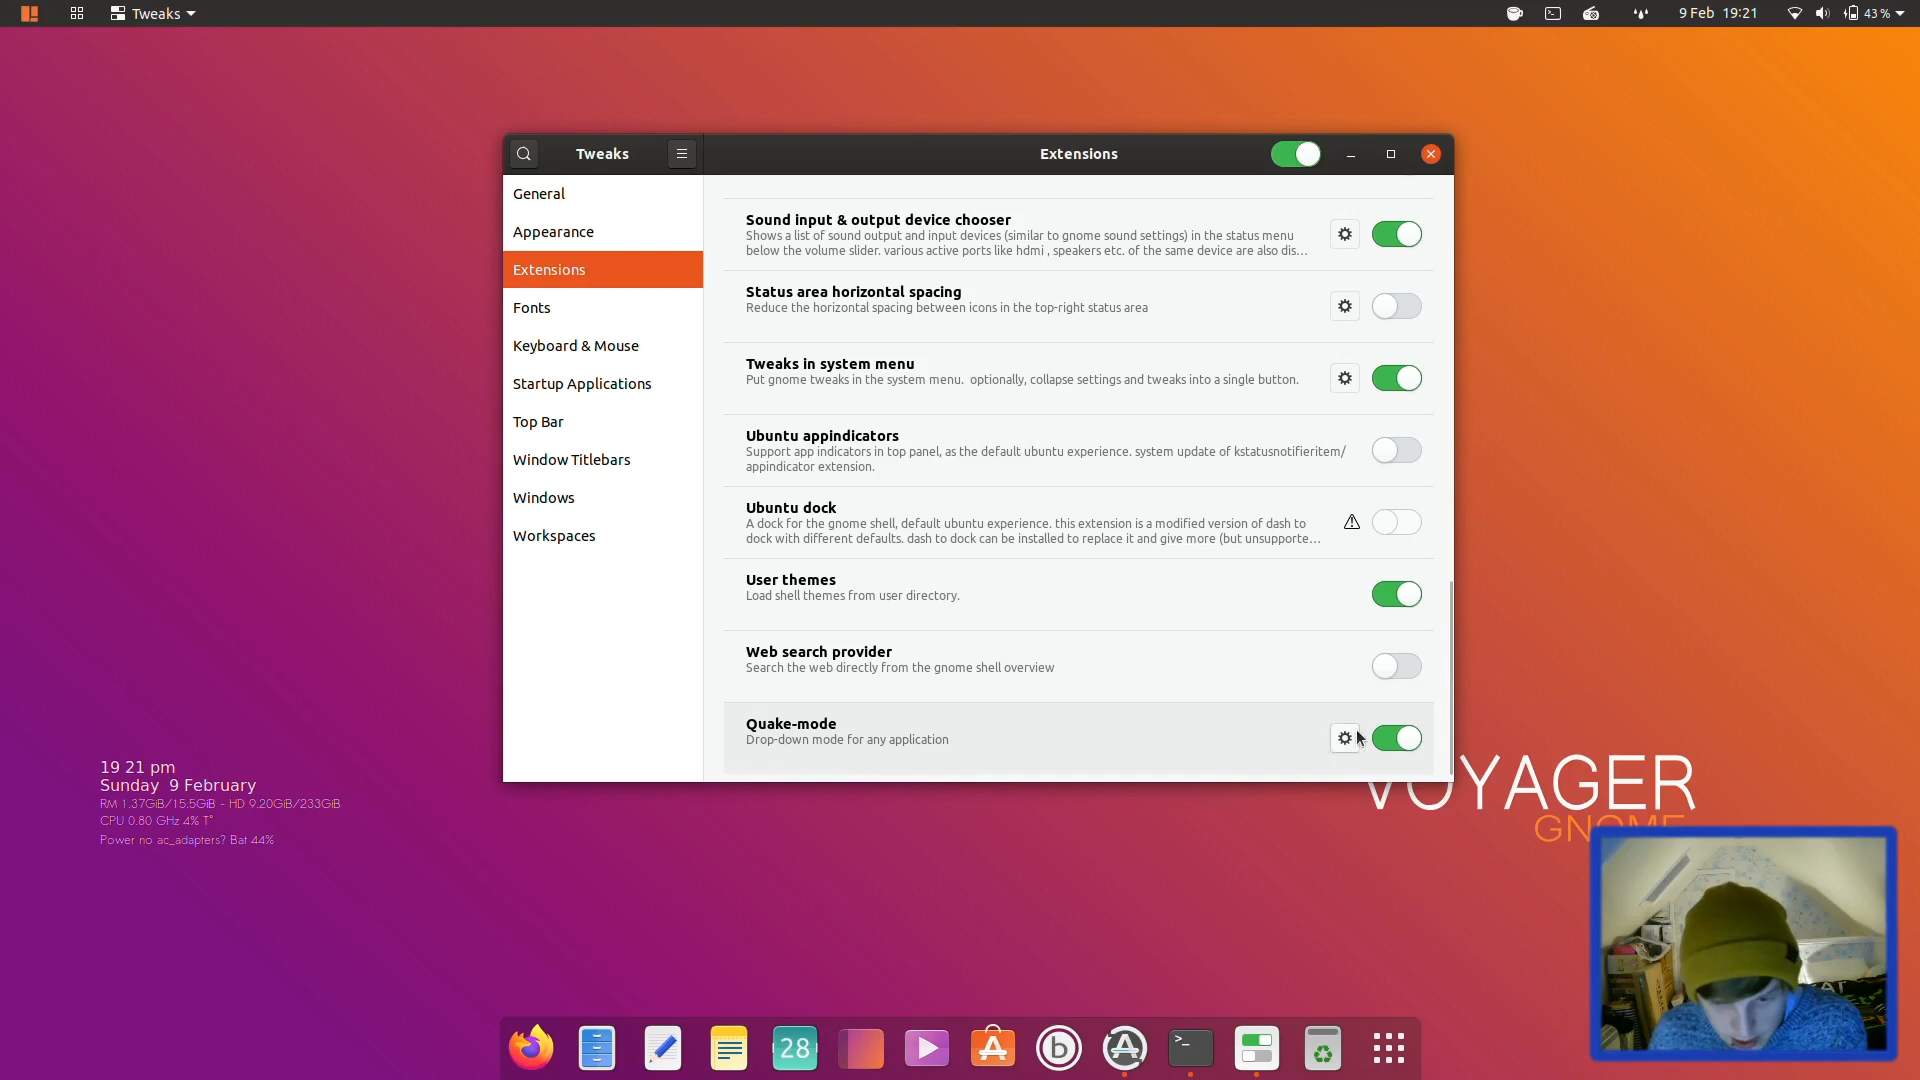 Tweaks
9 Feb 19:21
43 %
Tweaks
Extensions
General
Appearance
Extensions
Fonts
Keyboard & Mouse
Startup Applications
Top Bar
Window Titlebars
Windows
Workspaces
Sound input & output device chooser
Shows a list of sound output and input devices (similar to gnome sound settings) in the status menu
below the volume slider. various active ports like hdmi , speakers etc. of the same device are also dis...
Status area horizontal spacing
Reduce the horizontal spacing between icons in the top-right status area
Tweaks in system menu
Put gnome tweaks in the system menu. optionally, collapse settings and tweaks into a single button.
Ubuntu appindicators
Support app indicators in top panel, as the default ubuntu experience. system update of kstatusnotifieritem/
appindicator extension.
Ubuntu dock
A dock for the gnome shell, default ubuntu experience. this extension is a modified version of dash to
dock with different defaults. dash to dock can be installed to replace it and give more (but unsupporte...
User themes
Load shell themes from user directory.
Web search provider
Search the web directly from the gnome shell overview
Quake-mode
Drop-down mode for any application
19 21 pm
Sunday 9 February
RM 1.37GiB/15.5GiB - HD 9.20GiB/233GiB
CPU 0.80 GHz 4% T°
Power no ac_adapters? Bat 44%
VOYAGER
GNOME
28
b
>_